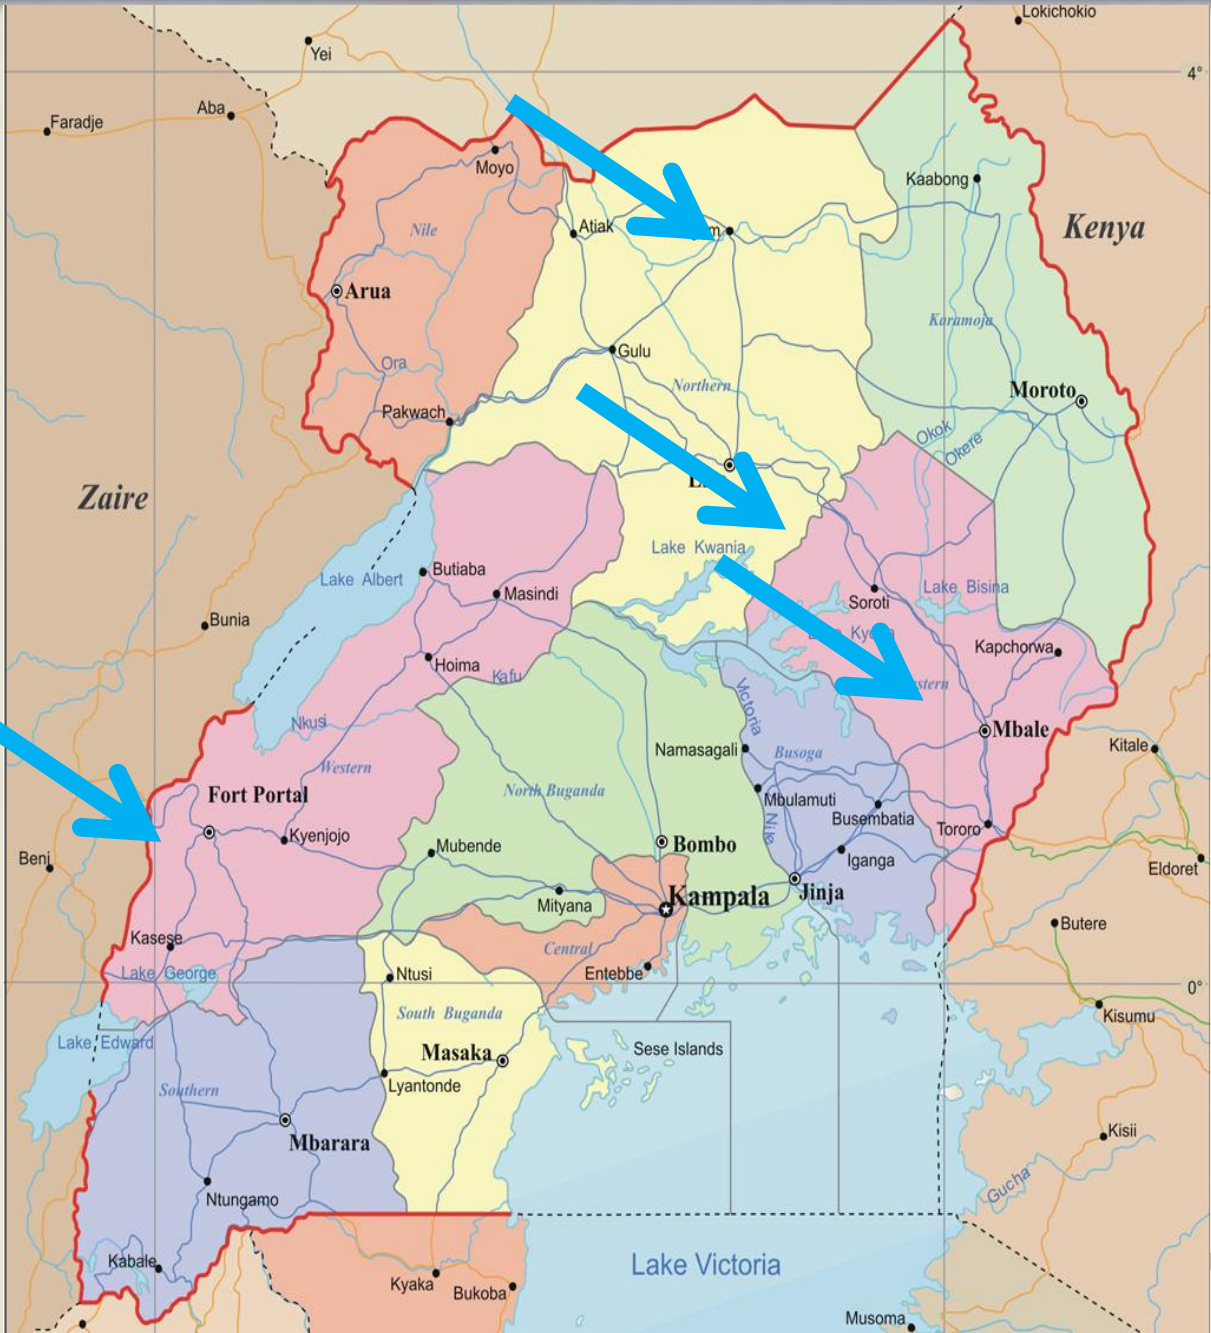 Lokichokio
Yei
4°
Aba
Faradje
Moyo
Kaabong
Kenya
Nile
Atiak
Arua
Karamoja
Gulu
Ora
Northern
Moroto
Pakwach
Okok
Okere
Zaire
Lake Kwania
Lake Albert
Butiaba
Masindi
Lake Bisina
Soroti
Bunia
Kapchorwa
Hoima
Kafu
Victoria
Nkusi
Mbale
Kitale
Namasagali
Busoga
Western
North Buganda
Fort Portal
Mbulamuti
Busembatia
Nile
Tororo
Kyenjojo
Mubende
Bombo
Iganga
Beni
Eldoret
Kampala
Jinja
Mityana
Butere
Kasese
Central
Lake George
Ntusi
Entebbe
0°
South Buganda
Kisumu
Lake Edward
Masaka
Sese Islands
Southern
Lyantonde
Mbarara
Kisii
Ntungamo
Gucha
Kabale
Lake Victoria
Kyaka
Bukoba
Musoma